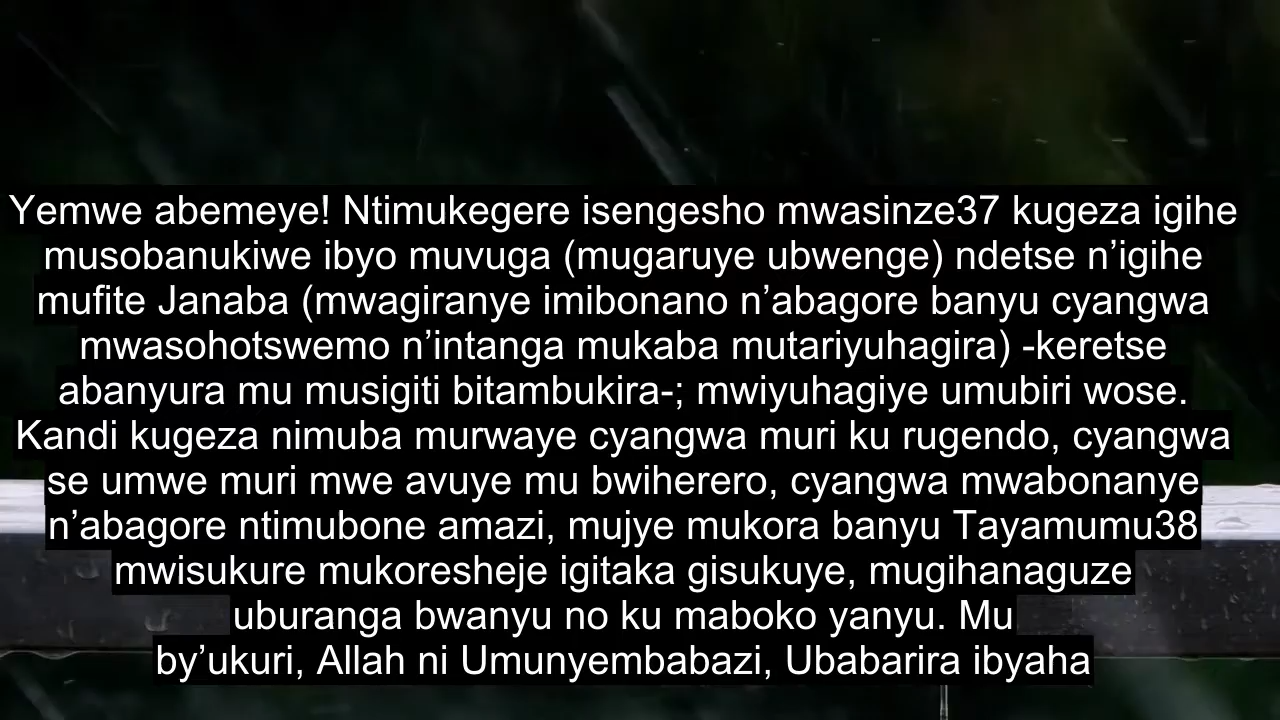 Yemwe abemeye! Ntimukegere isengesho mwasinze37 kugeza igihe
musobanukiwe ibyo muvuga (mugaruye ubwenge) ndetse n’igihe
mufite Janaba (mwagiranye imibonano n’abagore banyu cyangwa
mwasohotswemo n’intanga mukaba mutariyuhagira) -keretse
abanyura mu musigiti bitambukira-; mwiyuhagiye umubiri wose.
Kandi kugeza nimuba murwaye cyangwa muri ku rugendo, cyangwa
se umwe muri mwe avuye mu bwiherero, cyangwa mwabonanye
n’abagore ntimubone amazi, mujye mukora banyu Tayamumu38
mwisukure mukoresheje igitaka gisukuye, mugihanaguze
uburanga bwanyu no ku maboko yanyu. Mu
by’ukuri, Allah ni Umunyembabazi, Ubabarira ibyaha